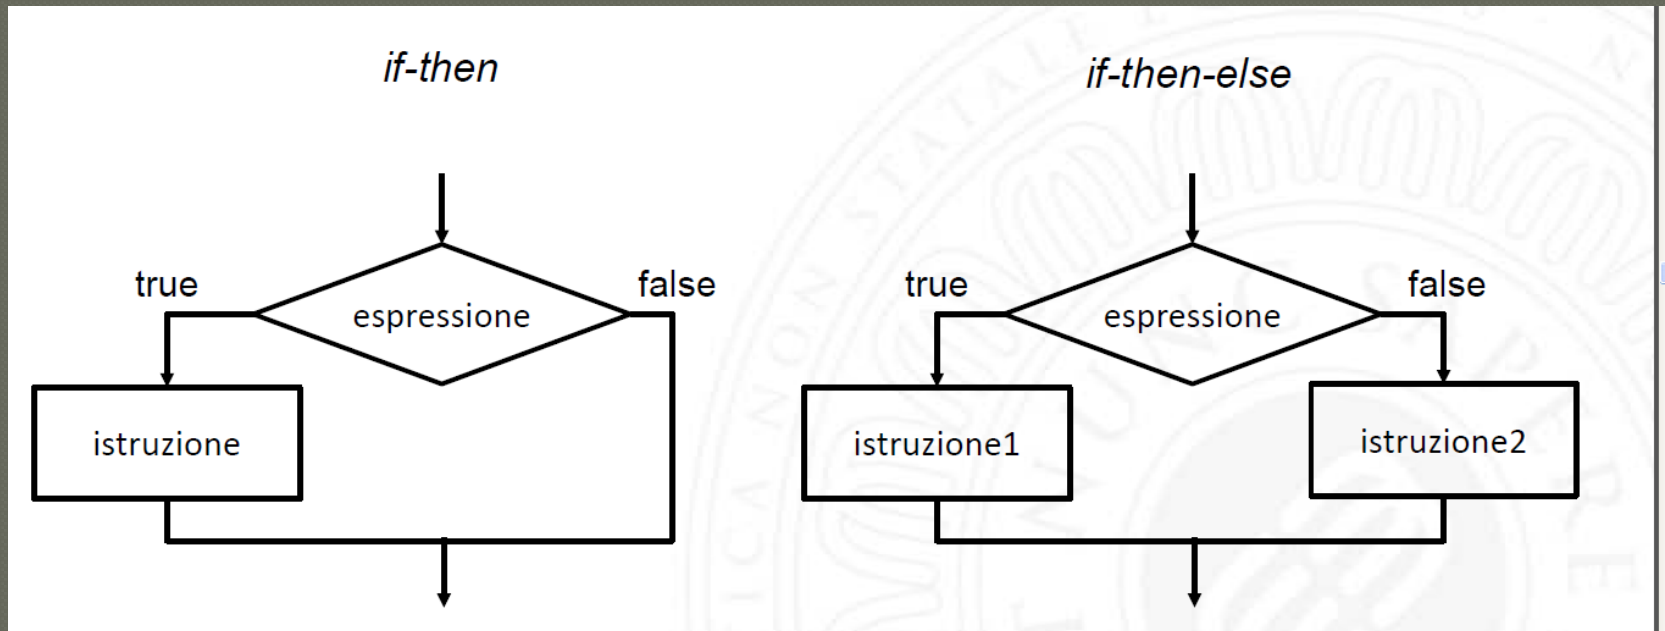 if-then
true
espressione
false
istruzione
if-then-else
true
espressione
false
istruzione1
istruzione2